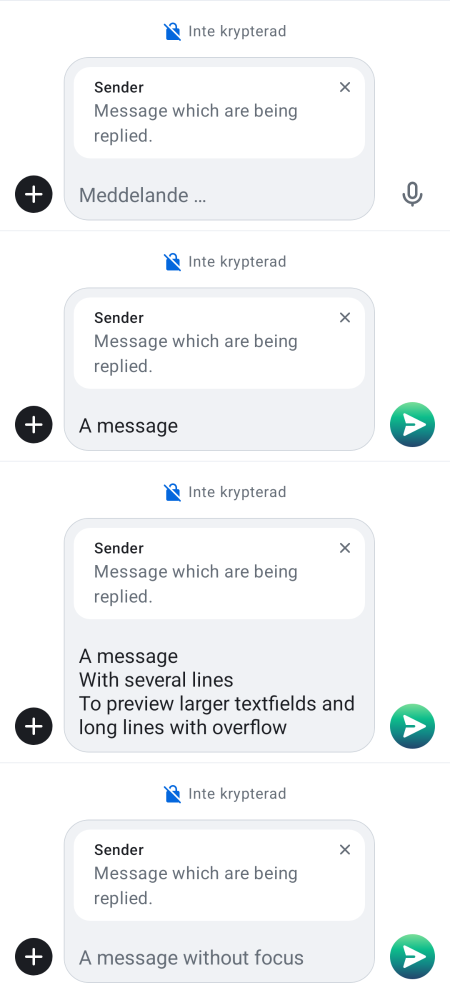 Inte krypterad
Sender
Message which are being
replied.
Meddelande …
Inte krypterad
Sender
Message which are being
replied.
A message
Inte krypterad
Sender
Message which are being
replied.
A message
With several lines
To preview larger textfields and
long lines with overflow
Inte krypterad
Sender
Message which are being
replied.
A message without focus